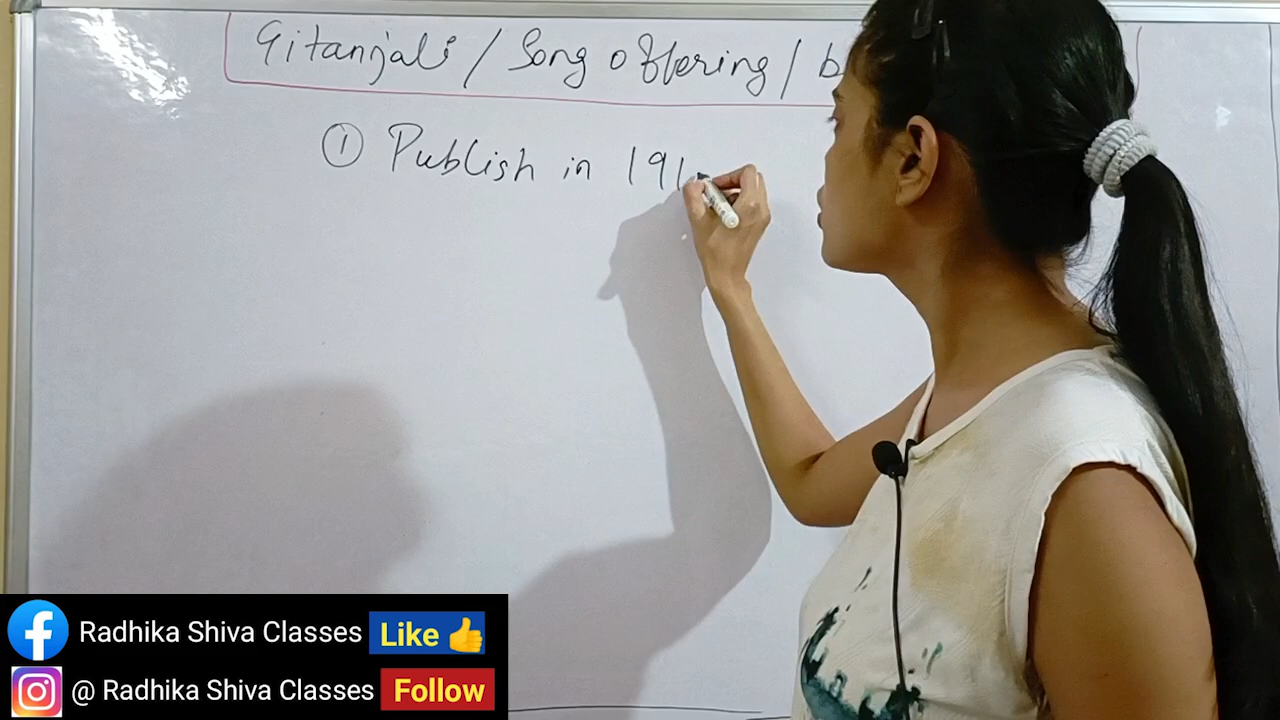 Gitanjali / Song offering / b
① Publish in 191
Radhika Shiva Classes Like
@ Radhika Shiva Classes Follow